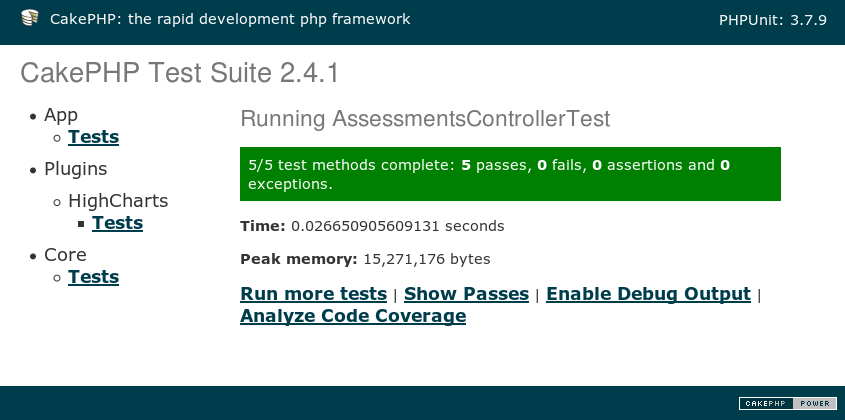 CakePHP: the rapid development php framework
PHPUnit: 3.7.9
CakePHP Test Suite 2.4.1
App
Tests
Plugins
HighCharts
Tests
Core
Tests
Running AssessmentsControllerTest
5/5 test methods complete: 5 passes, 0 fails, 0 assertions and 0
exceptions.
Time: 0.026650905609131 seconds
Peak memory: 15,271,176 bytes
Run more tests | Show Passes | Enable Debug Output |
Analyze Code Coverage
CAKEPHP POWER